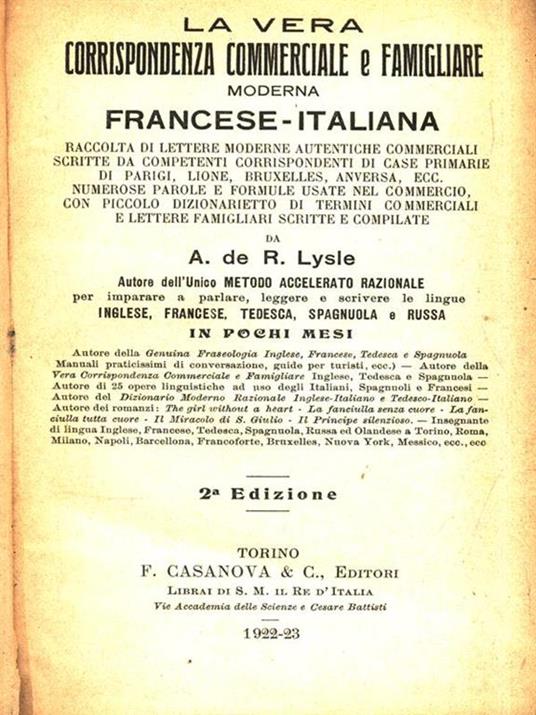 LA VERA
CORRISPONDENZA COMMERCIALE e FAMIGLIARE
MODERNA
FRANCESE-ITALIANA
RACCOLTA DI LETTERE MODERNE AUTENTICHE COMMERCIALI
SCRITTE DA COMPETENTI CORRISPONDENTI DI CASE PRIMARIE
DI PARIGI, LIONE, BRUXELLES, ANVERSA, ECC.
NUMEROSE PAROLE E FORMULE USATE NEL COMMERCIO,
CON PICCOLO DIZIONARIETTO DI TERMINI COMMERCIALI
E LETTERE FAMIGLIARI SCRITTE E COMPILATE
DA
A. de R. Lysle
Autore dell'Unico METODO ACCELERATO RAZIONALE
per imparare a parlare, leggere e scrivere le lingue
INGLESE, FRANCESE, TEDESCA, SPAGNUOLA e RUSSA
IN POCHI MESI
Autore della Genuina Fraseologia Inglese, Francese, Tedesca e Spagnuola
Manuali praticissimi di conversazione, guide per turisti, ecc.) — Autore della
Vera Corrispondenza Commerciale e Famigliare Inglese, Tedesca e Spagnuola —
Autore di 25 opere linguistiche ad uso degli Italiani, Spagnuoli e Francesi —
Autore del Dizionario Moderno Razionale Inglese-Italiano e Tedesco-Italiano —
Autore dei romanzi: The girl without a heart - La fanciulla senza cuore - La fan-
ciulla tutta cuore - Il Miracolo di S. Giulio - Il Principe silenzioso. — Insegnante
di lingua Inglese, Francese, Tedesca, Spagnuola, Russa ed Olandese a Torino, Roma,
Milano, Napoli, Barcellona, Francoforte, Bruxelles, Nuova York, Messico, ecc., ecc
2ª Edizione
TORINO
F. CASANOVA & C., EDITORI
LIBRAI DI S. M. IL RE D'ITALIA
Vie Accademia delle Scienze e Cesare Battisti
1922-23